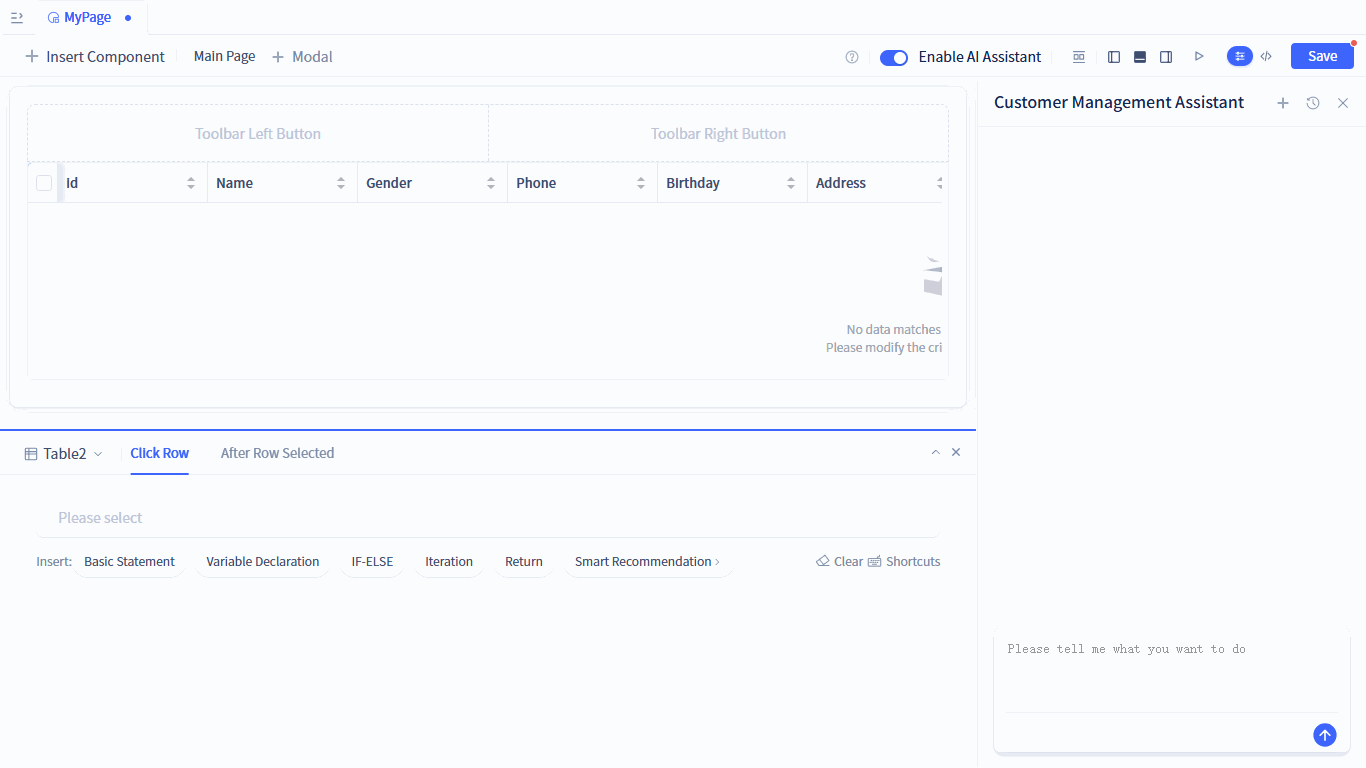 MyPage
Insert Component
Main Page
Modal
Enable AI Assistant
Save
Customer Management Assistant
Toolbar Left Button
Toolbar Right Button
Id
Name
Gender
Phone
Birthday
Address
No data matches
Please modify the cri
Table2
Click Row
After Row Selected
Please select
Insert:
Basic Statement
Variable Declaration
IF-ELSE
Iteration
Return
Smart Recommendation
Clear
Shortcuts
Please tell me what you want to do